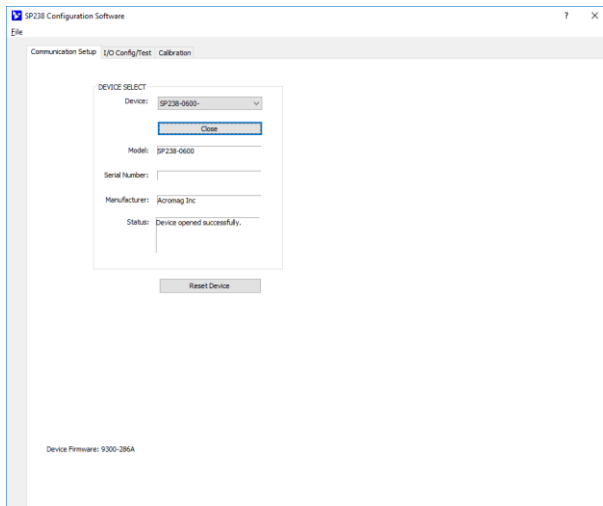 SP238 Configuration Software ? ×
File
Communication Setup I/O Config/Test Calibration
DEVICE SELECT
Device: SP238-0600-
Close
Model: SP238-0600
Serial Number:
Manufacturer: Acromag Inc
Status: Device opened successfully.
Reset Device
Device Firmware: 9300-286A